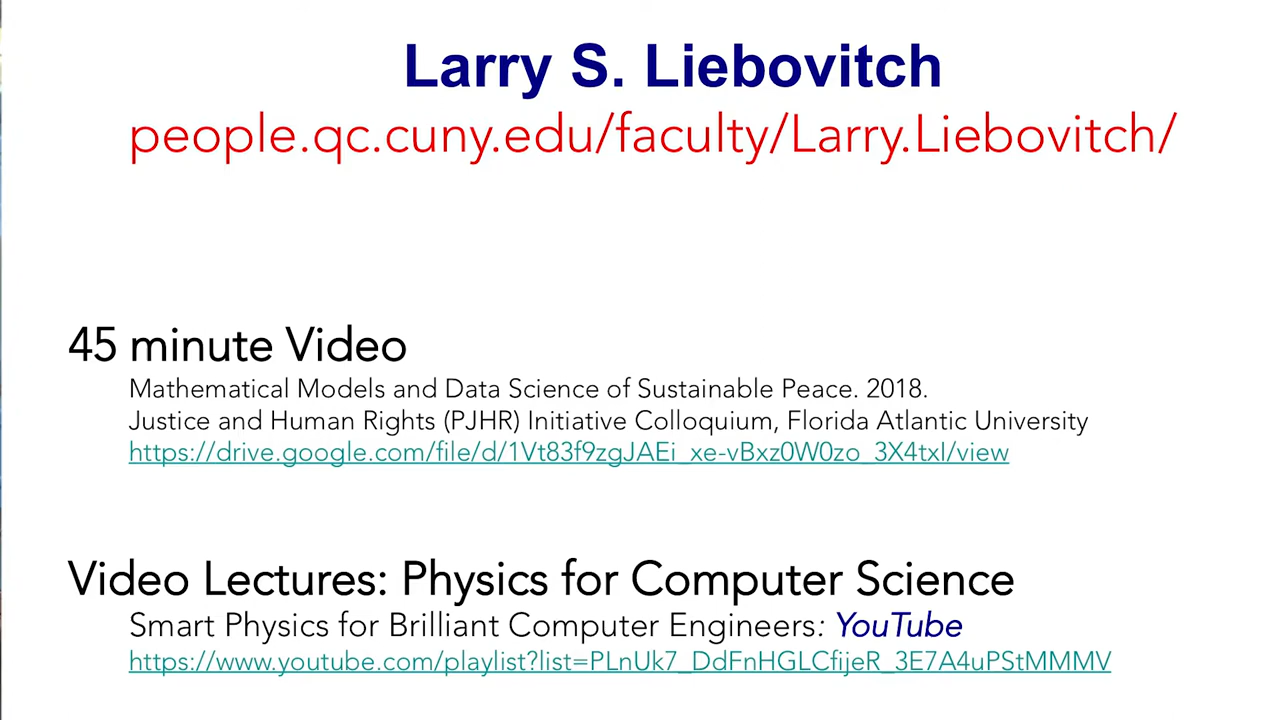 Larry S. Liebovitch
people.qc.cuny.edu/faculty/Larry.Liebovitch/
45 minute Video
Mathematical Models and Data Science of Sustainable Peace. 2018.
Justice and Human Rights (PJHR) Initiative Colloquium, Florida Atlantic University
https://drive.google.com/file/d/1Vt83f9zgJAEi_xe-vBxz0W0zo_3X4txI/view
Video Lectures: Physics for Computer Science
Smart Physics for Brilliant Computer Engineers: YouTube
https://www.youtube.com/playlist?list=PLnUk7_DdFnHGLCfijeR_3E7A4uPStMMMV